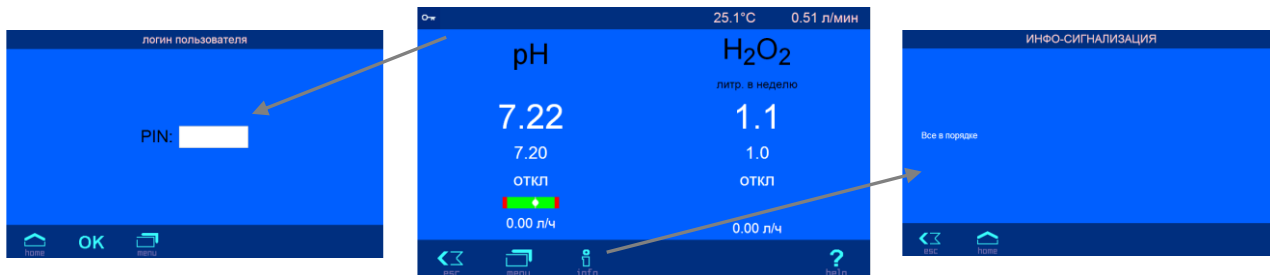 логин пользователя
PIN:
home
OK
menu
25.1°C 0.51 л/мин
pH
H₂O₂
литр. в неделю
7.22
1.1
7.20
1.0
откл
откл
0.00 л/ч
0.00 л/ч
esc
menu
info
?
help
ИНФО-СИГНАЛИЗАЦИЯ
Все в порядке
esc
home